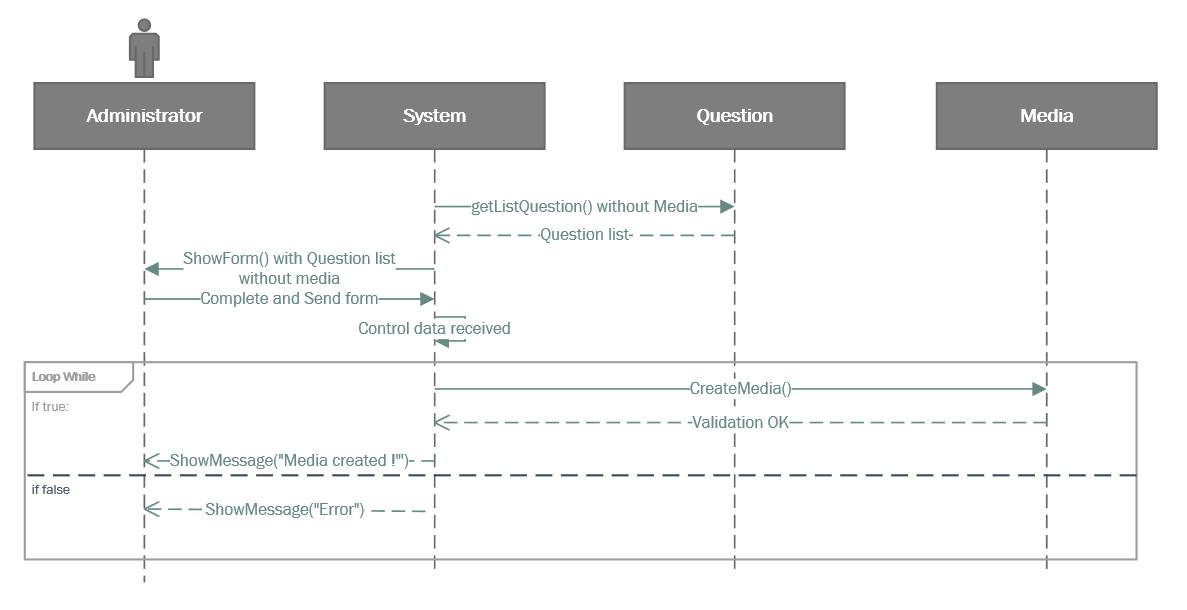 Administrator
System
Question
Media
getListQuestion() without Media
Question list
ShowForm() with Question list
without media
Complete and Send form
Control data received
Loop While
If true:
CreateMedia()
Validation OK
ShowMessage("Media created !'")
if false
ShowMessage("Error")